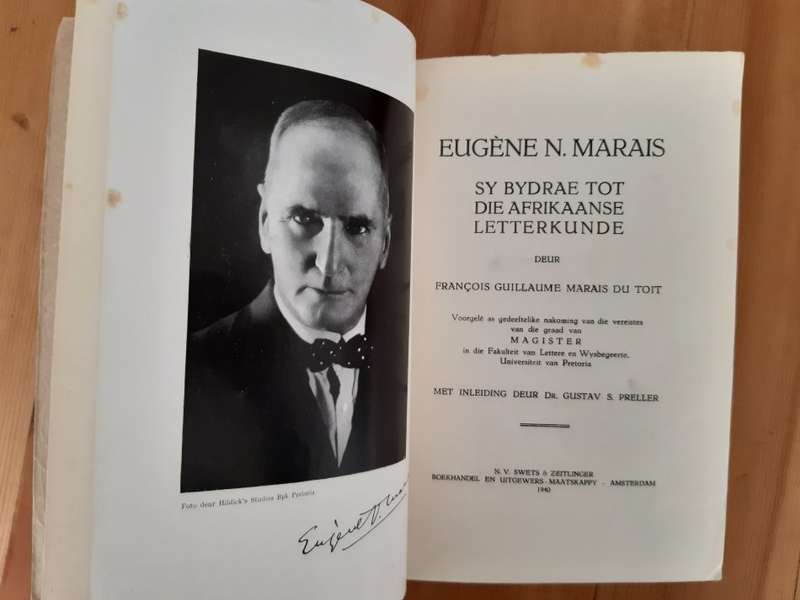 Foto deur Hildick's Studios Bpk Pretoria
Eugène N. Marais
EUGÈNE N. MARAIS
SY BYDRAE TOT
DIE AFRIKAANSE
LETTERKUNDE
DEUR
FRANÇOIS GUILLAUME MARAIS DU TOIT
Voorgelê as gedeeltelike nakoming van die vereistes
van die graad van
MAGISTER
in die Fakulteit van Lettere en Wysbegeerte,
Universiteit van Pretoria
MET INLEIDING DEUR DR. GUSTAV S. PRELLER
N. V. SWETS & ZEITLINGER
BOEKHANDEL EN UITGEWERS-MAATSKAPPY - AMSTERDAM
1940